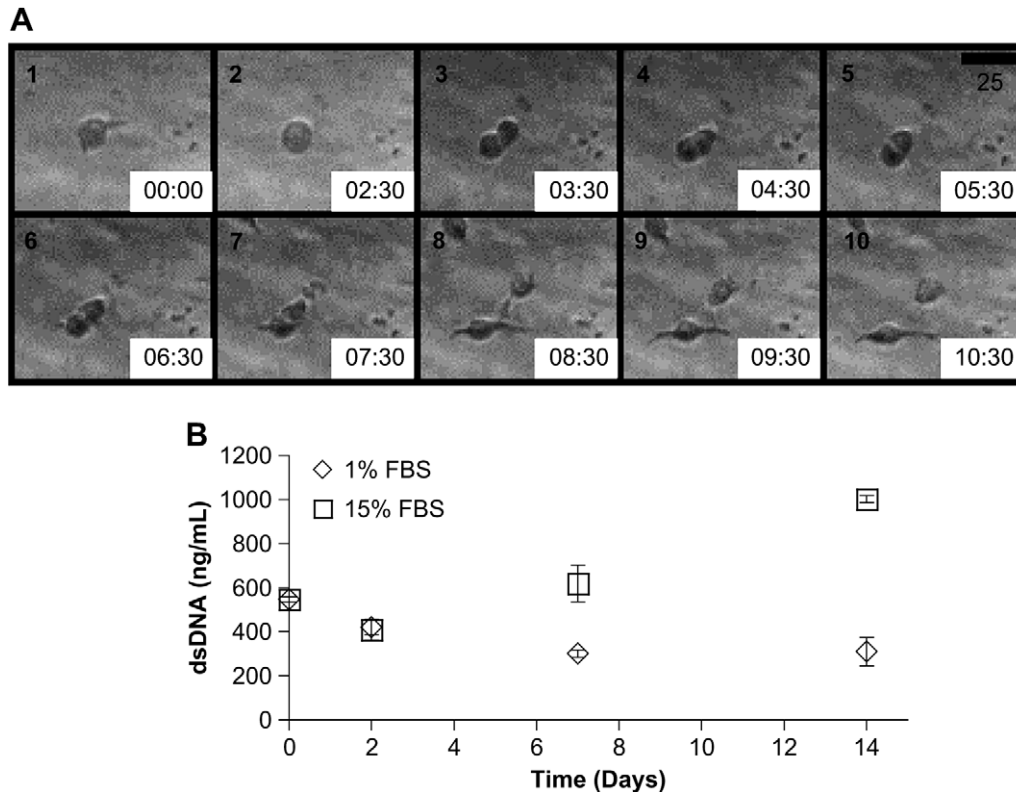 A
1 2 3 4 5
25
00:00 02:30 03:30 04:30 05:30
6 7 8 9 10
06:30 07:30 08:30 09:30 10:30
B
1200
1000
800
600
400
200
0
◇ 1% FBS
□ 15% FBS
dsDNA (ng/mL)
0 2 4 6 8 10 12 14
Time (Days)